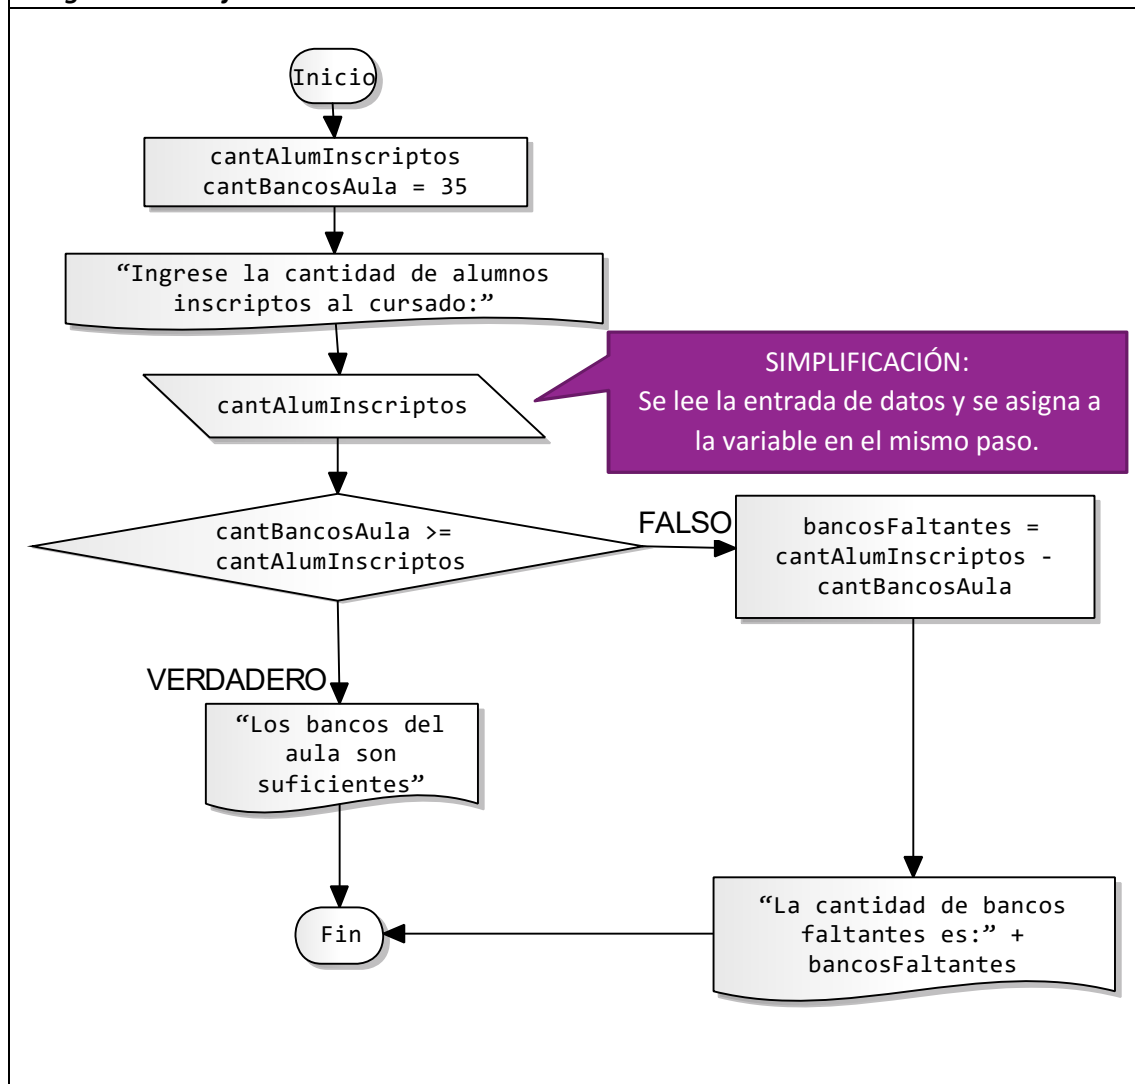 Inicio
cantAlumInscriptos
cantBancosAula = 35
“Ingrese la cantidad de alumnos
inscriptos al cursado:”
SIMPLIFICACIÓN:
Se lee la entrada de datos y se asigna a
la variable en el mismo paso.
cantAlumInscriptos
cantBancosAula >=
cantAlumInscriptos
FALSO
bancosFaltantes =
cantAlumInscriptos -
cantBancosAula
VERDADERO
“Los bancos del
aula son
suficientes”
“La cantidad de bancos
faltantes es:” +
bancosFaltantes
Fin